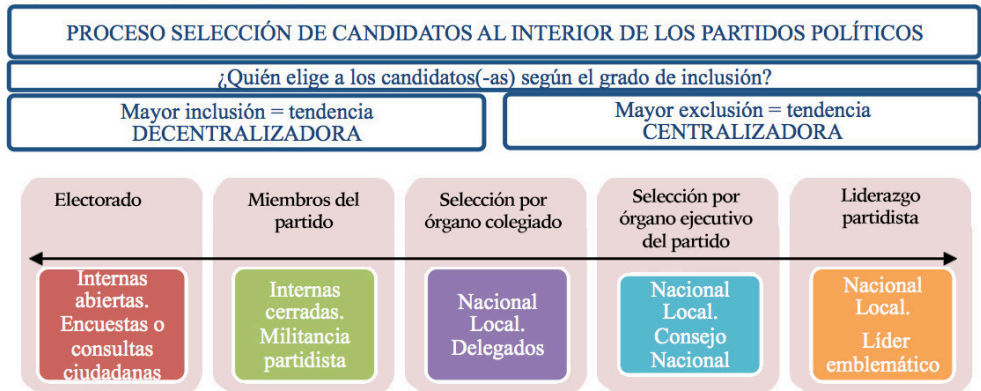 PROCESO SELECCIÓN DE CANDIDATOS AL INTERIOR DE LOS PARTIDOS POLÍTICOS
¿Quién elige a los candidatos(-as) según el grado de inclusión?
Mayor inclusión = tendencia
DECENTRALIZADORA
Mayor exclusión = tendencia
CENTRALIZADORA
Electorado
Internas
abiertas.
Encuestas o
consultas
ciudadanas
Miembros del
partido
Internas
cerradas.
Militancia
partidista
Selección por
órgano colegiado
Nacional
Local.
Delegados
Selección por
órgano ejecutivo
del partido
Nacional
Local.
Consejo
Nacional
Liderazgo
partidista
Nacional
Local.
Líder
emblemático